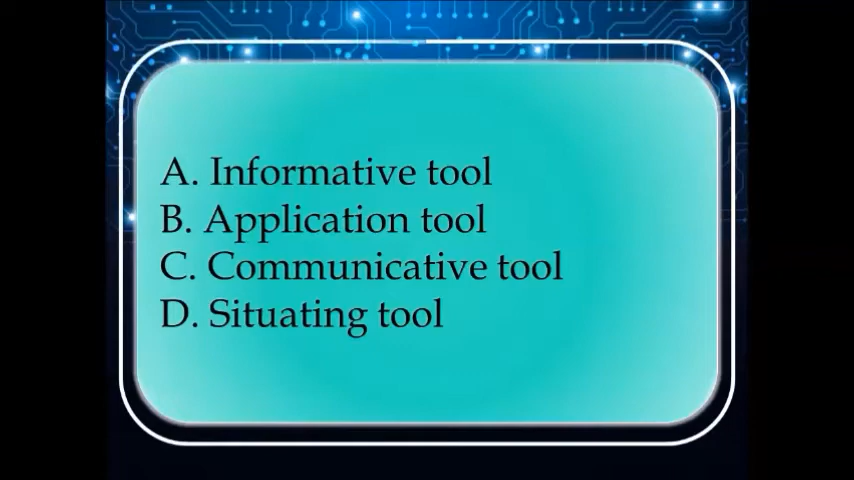 A. Informative tool
B. Application tool
C. Communicative tool
D. Situating tool